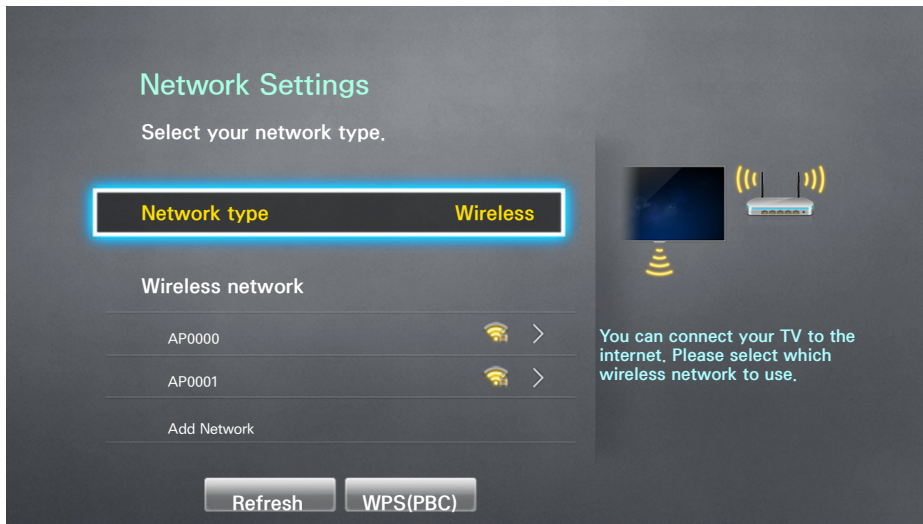 Network Settings
Select your network type.
Network type Wireless
Wireless network
AP0000
AP0001
Add Network
Refresh WPS(PBC)
You can connect your TV to the
internet. Please select which
wireless network to use.